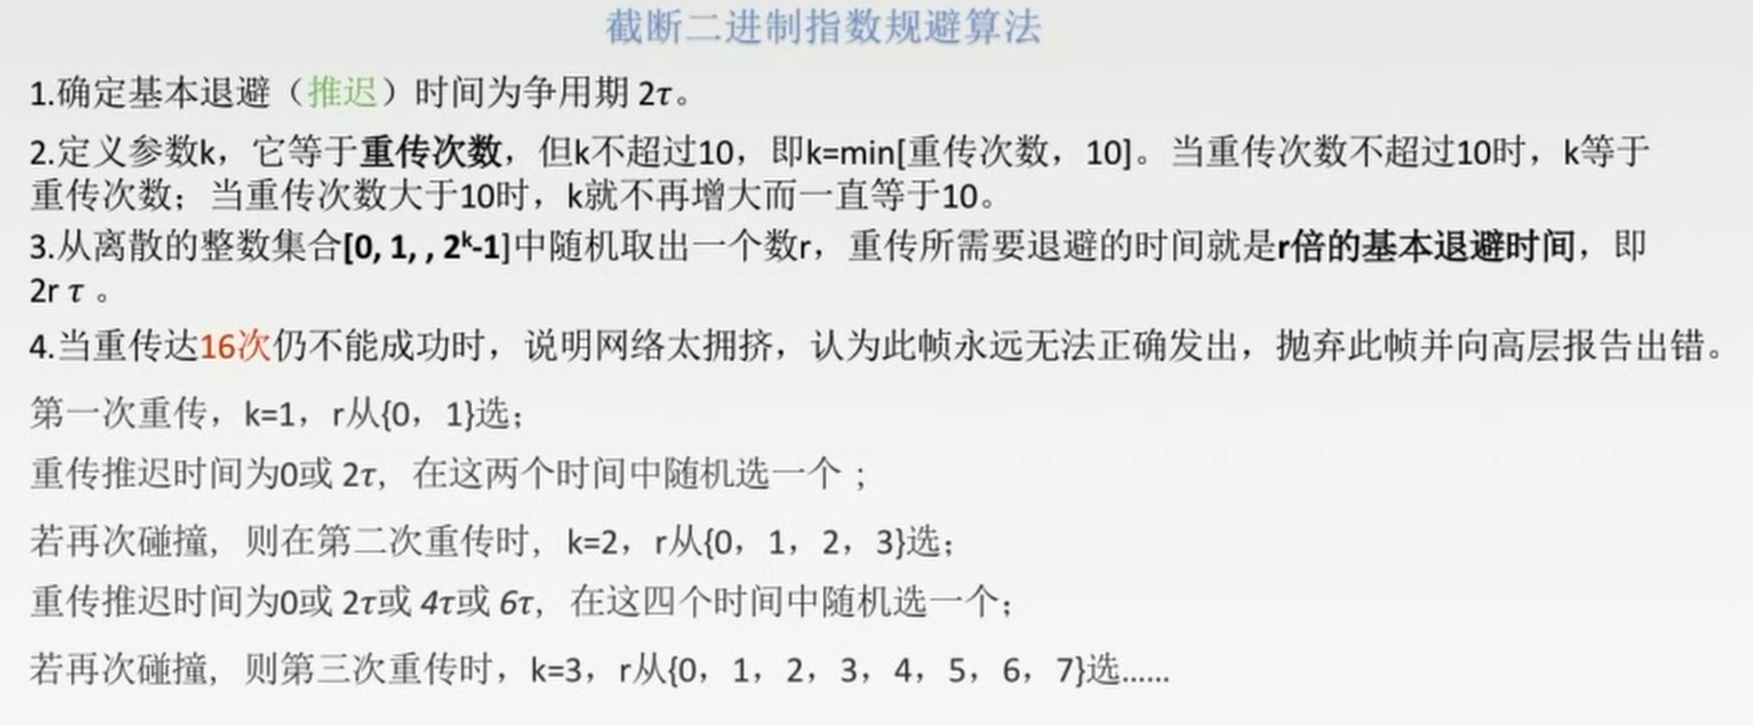 截断二进制指数规避算法
1.确定基本退避（推迟）时间为争用期 2τ。
2.定义参数k，它等于重传次数，但k不超过10，即k=min[重传次数，10]。当重传次数不超过10时，k等于
重传次数；当重传次数大于10时，k就不再增大而一直等于10。
3.从离散的整数集合[0, 1, , 2ᵏ-1]中随机取出一个数r，重传所需要退避的时间就是r倍的基本退避时间，即
2r τ 。
4.当重传达16次仍不能成功时，说明网络太拥挤，认为此帧永远无法正确发出，抛弃此帧并向高层报告出错。
第一次重传，k=1，r从{0，1}选；
重传推迟时间为0或 2τ，在这两个时间中随机选一个；
若再次碰撞，则在第二次重传时，k=2，r从{0，1，2，3}选；
重传推迟时间为0或 2τ或 4τ或 6τ，在这四个时间中随机选一个；
若再次碰撞，则第三次重传时，k=3，r从{0，1，2，3，4，5，6，7}选......